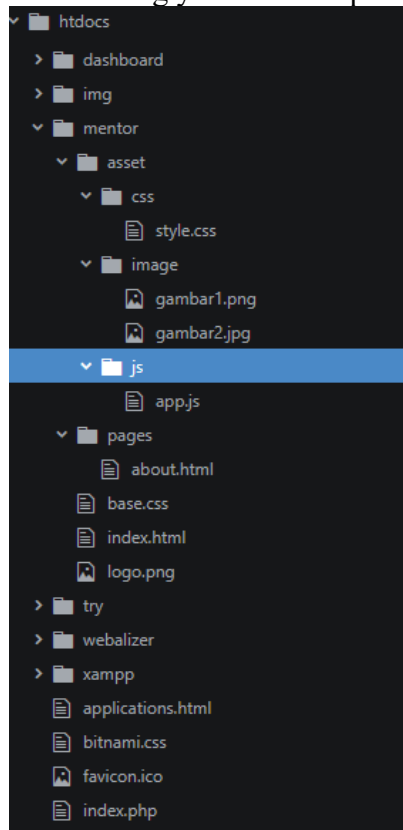 htdocs
dashboard
img
mentor
asset
css
style.css
image
gambar1.png
gambar2.jpg
js
app.js
pages
about.html
base.css
index.html
logo.png
try
webalizer
xampp
applications.html
bitnami.css
favicon.ico
index.php